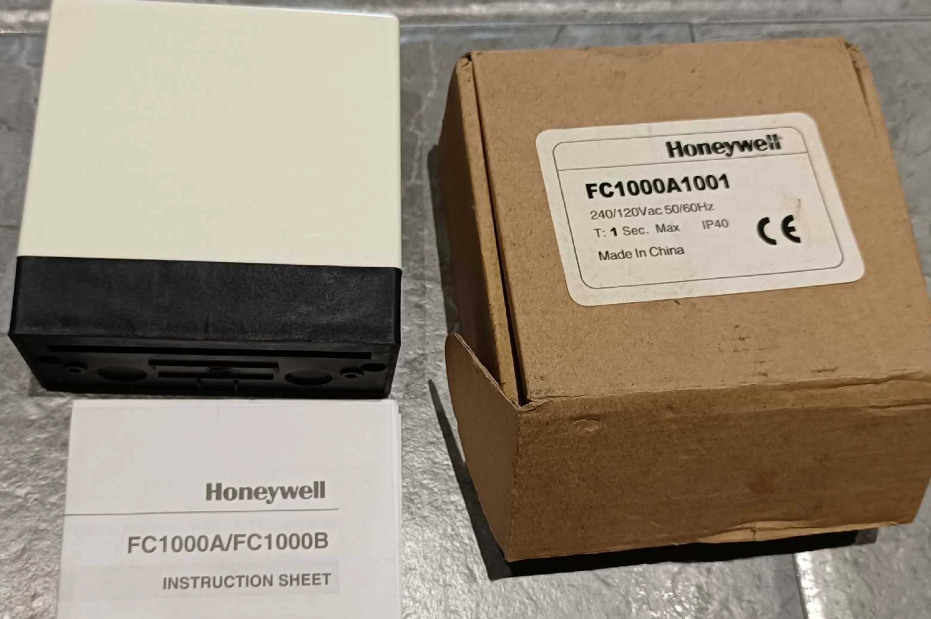 Honeywell
FC1000A1001
240/120Vac 50/60Hz
T: 1 Sec. Max IP40
Made In China
CE
Honeywell
FC1000A/FC1000B
INSTRUCTION SHEET